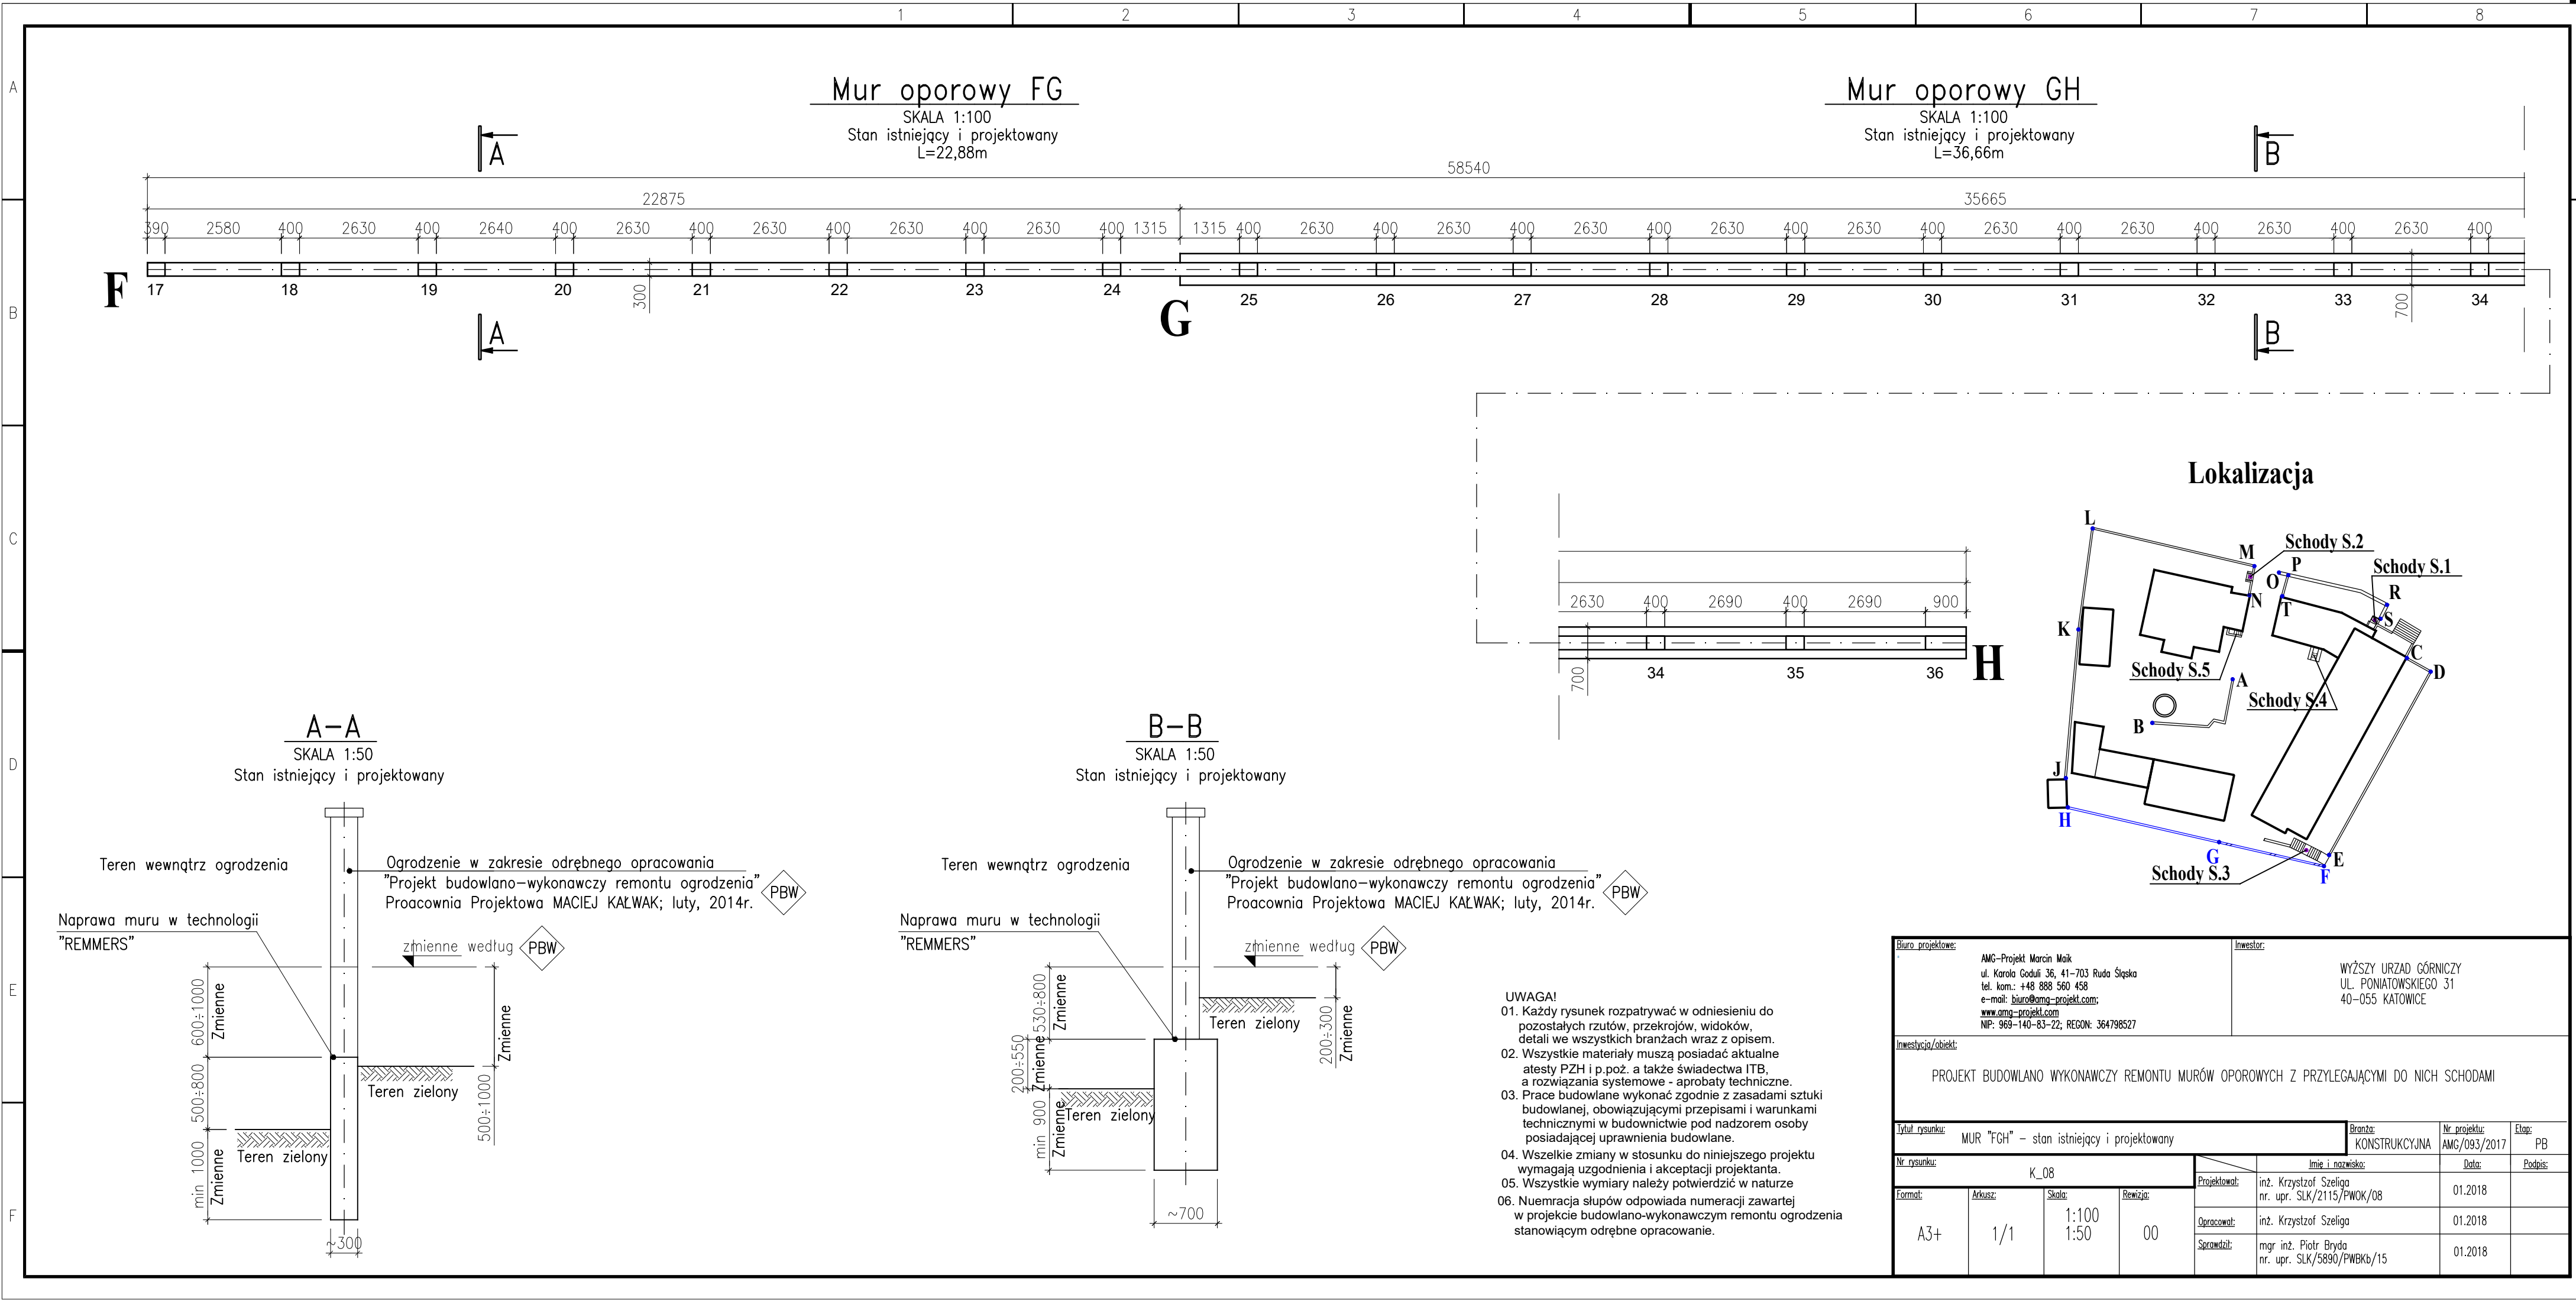 1 2 3 4 5 6 7 8
A
B
C
D
E
F
Mur oporowy FG
SKALA 1:100
Stan istniejący i projektowany
L=22,88m
Mur oporowy GH
SKALA 1:100
Stan istniejący i projektowany
L=36,66m
A
B
58540
22875 35665
390 2580 400 2630 400 2640 400 2630 400 2630 400 2630 400 2630 400 1315 1315 400 2630 400 2630 400 2630 400 2630 400 2630 400 2630 400 2630 400 2630 400 2630 400
F 17 18 19 20 21 22 23 24
300
G 25 26 27 28 29 30 31 32 33 34
700
A
B
2630 400 2690 400 2690 900
700
34 35 36
H
Lokalizacja
L
M
Schody S.2
O P
Schody S.1
R
N T S
K
C
D
Schody S.5
A
Schody S.4
B
J
H
G
E
F
Schody S.3
A-A
SKALA 1:50
Stan istniejący i projektowany
Teren wewnątrz ogrodzenia
Ogrodzenie w zakresie odrębnego opracowania
"Projekt budowlano-wykonawczy remontu ogrodzenia"
Proacownia Projektowa MACIEJ KAŁWAK; luty, 2014r.
PBW
Naprawa muru w technologii
"REMMERS"
zmienne według PBW
600÷1000
Zmienne
500÷800
min 1000
Zmienne
Teren zielony
Teren zielony
Zmienne
500÷1000
~300
B-B
SKALA 1:50
Stan istniejący i projektowany
Teren wewnątrz ogrodzenia
Ogrodzenie w zakresie odrębnego opracowania
"Projekt budowlano-wykonawczy remontu ogrodzenia"
Proacownia Projektowa MACIEJ KAŁWAK; luty, 2014r.
PBW
Naprawa muru w technologii
"REMMERS"
zmienne według PBW
530÷800
Zmienne
200÷550
Zmienne
min 900
Zmienne
Teren zielony
Teren zielony
200÷300
Zmienne
~700
UWAGA!
01. Każdy rysunek rozpatrywać w odniesieniu do
pozostałych rzutów, przekrojów, widoków,
detali we wszystkich branżach wraz z opisem.
02. Wszystkie materiały muszą posiadać aktualne
atesty PZH i p.poż. a także świadectwa ITB,
a rozwiązania systemowe - aprobaty techniczne.
03. Prace budowlane wykonać zgodnie z zasadami sztuki
budowlanej, obowiązującymi przepisami i warunkami
technicznymi w budownictwie pod nadzorem osoby
posiadającej uprawnienia budowlane.
04. Wszelkie zmiany w stosunku do niniejszego projektu
wymagają uzgodnienia i akceptacji projektanta.
05. Wszystkie wymiary należy potwierdzić w naturze
06. Nuemracja słupów odpowiada numeracji zawartej
w projekcie budowlano-wykonawczym remontu ogrodzenia
stanowiącym odrębne opracowanie.
Biuro projektowe:
AMG-Projekt Marcin Maik
ul. Karola Goduli 36, 41-703 Ruda Śląska
tel. kom.: +48 888 560 458
e-mail: biuro@amg-projekt.com;
www.amg-projekt.com
NIP: 969-140-83-22; REGON: 364798527
Inwestor:
WYŻSZY URZAD GÓRNICZY
UL. PONIATOWSKIEGO 31
40-055 KATOWICE
Inwestycja/obiekt:
PROJEKT BUDOWLANO WYKONAWCZY REMONTU MURÓW OPOROWYCH Z PRZYLEGAJĄCYMI DO NICH SCHODAMI
Tytuł rysunku:
MUR "FGH" – stan istniejący i projektowany
Branża:
KONSTRUKCYJNA
Nr projektu:
AMG/093/2017
Etap:
PB
Nr rysunku:
K_08
Imię i nazwisko: Data: Podpis:
Format:
A3+
Arkusz:
1/1
Skala:
1:100
1:50
Rewizja:
00
Projektował:
inż. Krzysztof Szeliga
nr. upr. SLK/2115/PWOK/08
01.2018
Opracował:
inż. Krzysztof Szeliga
01.2018
Sprawdził:
mgr inż. Piotr Bryda
nr. upr. SLK/5890/PWBKb/15
01.2018